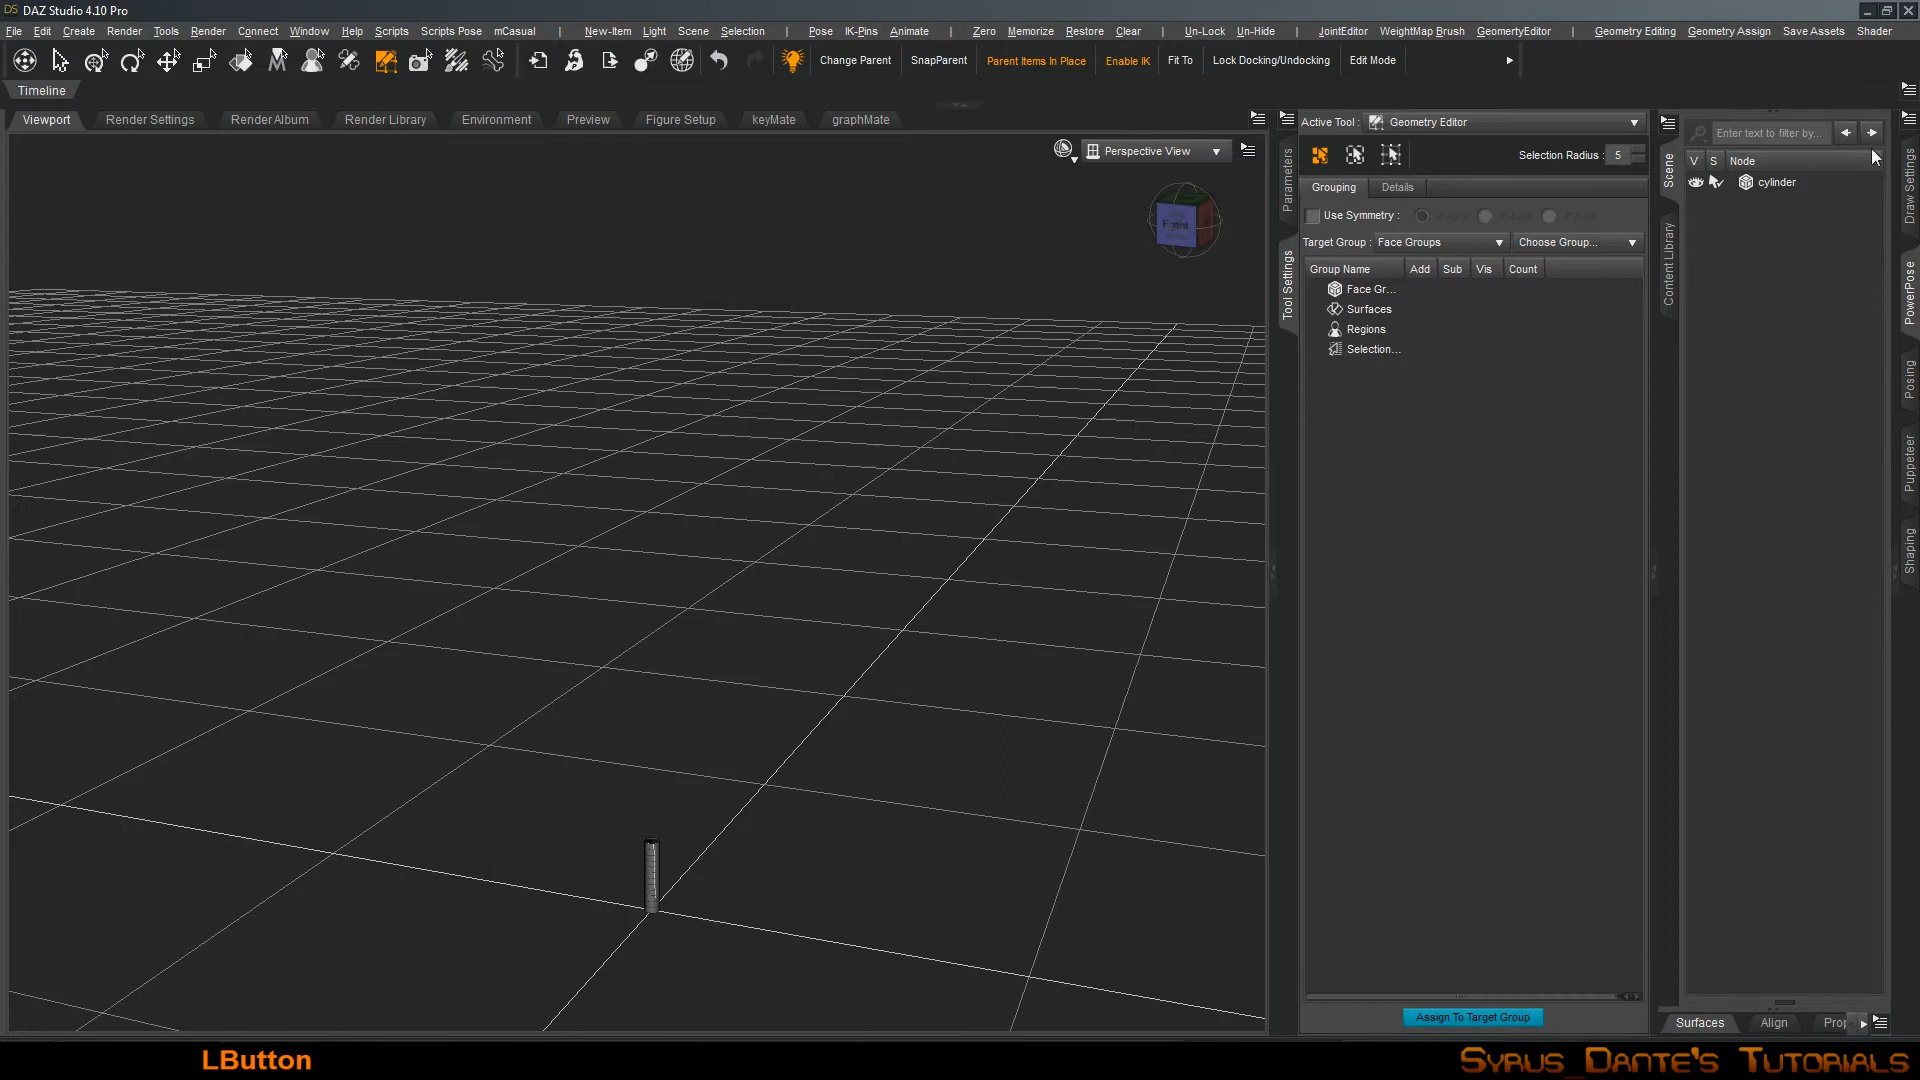 DS DAZ Studio 4.10 Pro
File Edit Create Render Tools Render Connect Window Help Scripts Scripts Pose mCasual | New-Item Light Scene Selection | Pose IK-Pins Animate | Zero Memorize Restore Clear | Un-Lock Un-Hide | JointEditor WeightMap Brush GeomertyEditor | Geometry Editing Geometry Assign Save Assets Shader
Change Parent SnapParent Parent Items In Place Enable IK Fit To Lock Docking/Undocking Edit Mode
Timeline
Viewport Render Settings Render Album Render Library Environment Preview Figure Setup keyMate graphMate
Perspective View
Front
Parameters
Tool Settings
Active Tool : Geometry Editor
Selection Radius : 5
Grouping Details
Use Symmetry :
Target Group : Face Groups Choose Group...
Group Name Add Sub Vis Count
Face Gr...
Surfaces
Regions
Selection...
Assign To Target Group
Scene
Content Library
Enter text to filter by...
V S Node
cylinder
Surfaces Align Prop
Draw Settings
PowerPose
Posing
Puppeteer
Shaping
LButton
Syrus_Dante's Tutorials